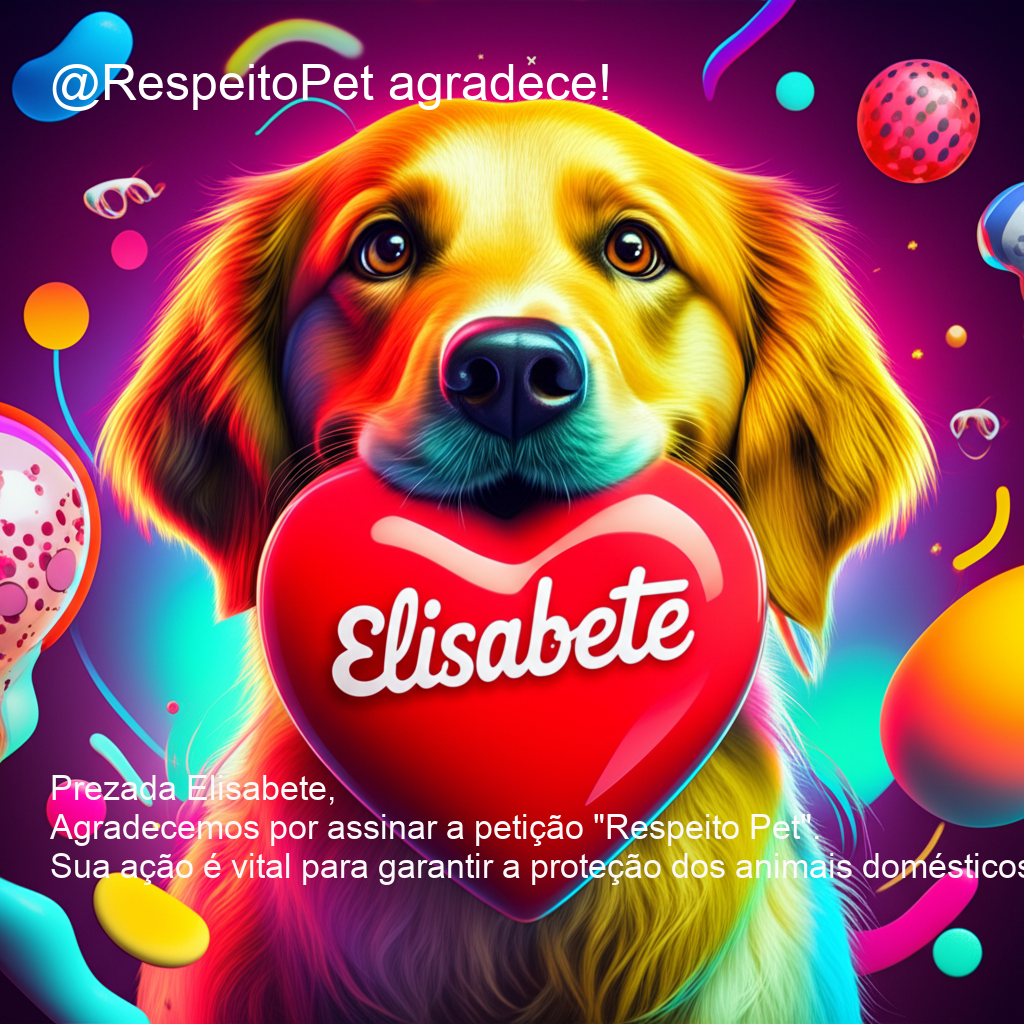 @RespeitoPet agradece!
Elisabete
Prezada Elisabete,
Agradecemos por assinar a petição "Respeito Pet".
Sua ação é vital para garantir a proteção dos animais domésticos